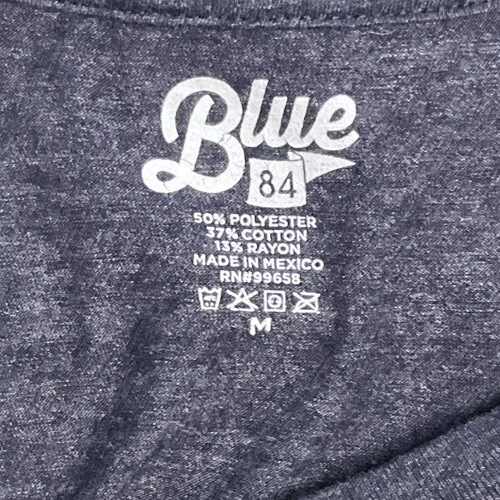 Blue
84
50% POLYESTER
37% COTTON
13% RAYON
MADE IN MEXICO
RN#99658
M